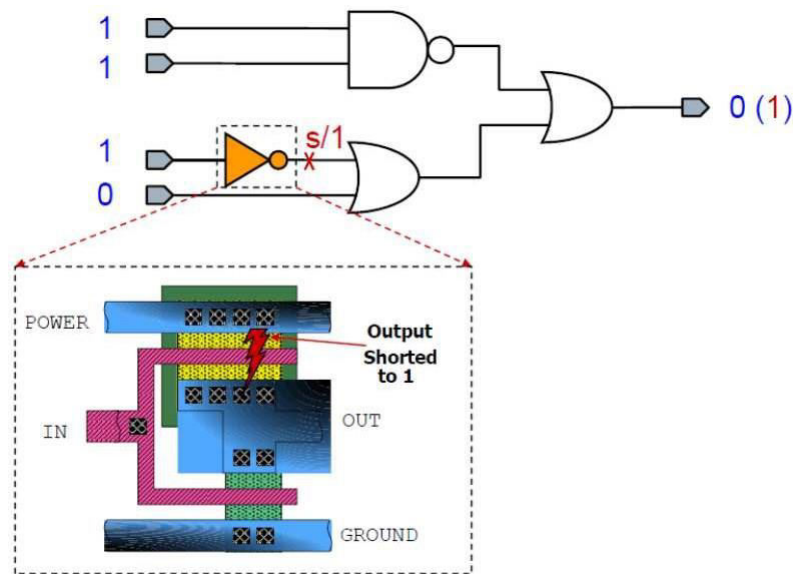 1
1
1
s/1
0
0 (1)
POWER
Output
Shorted
to 1
IN
OUT
GROUND